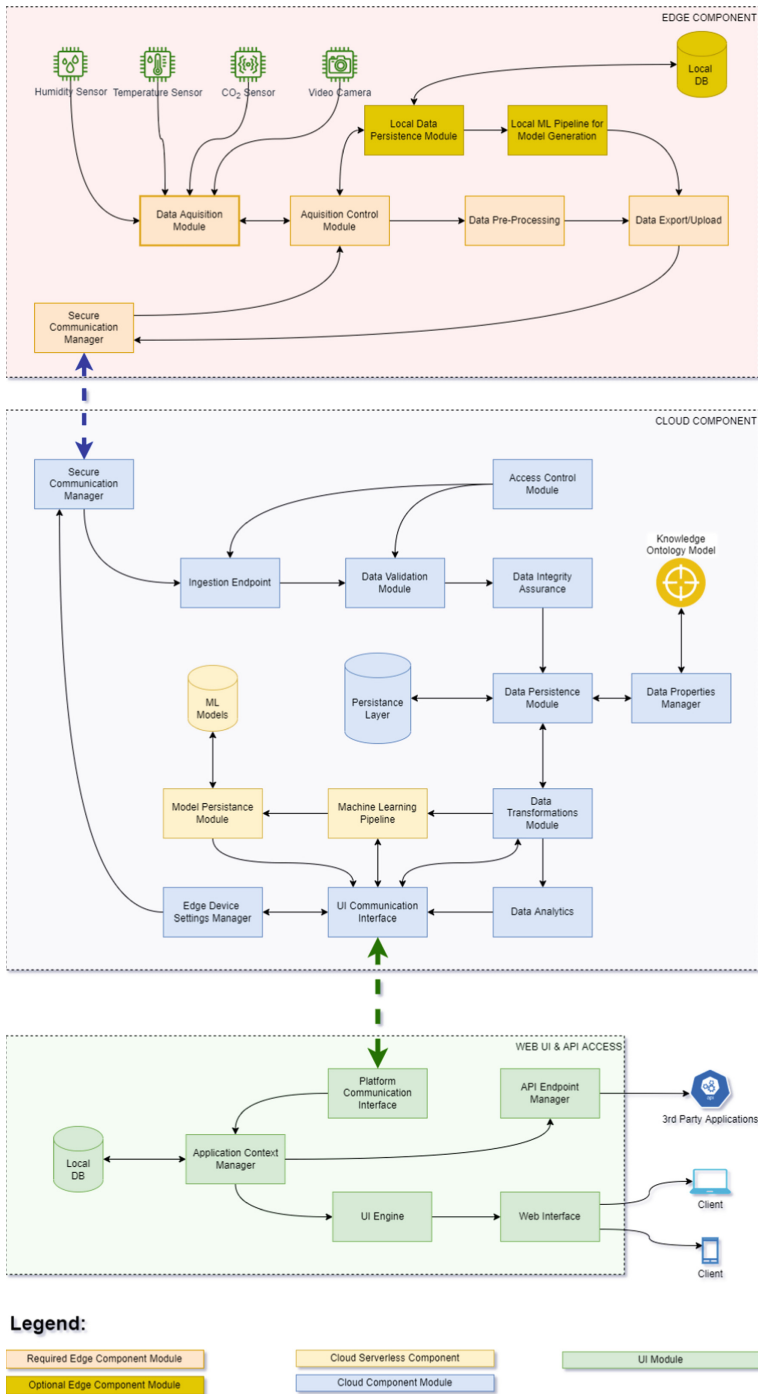 EDGE COMPONENT
Humidity Sensor
Temperature Sensor
CO2 Sensor
Video Camera
Local
DB
Local Data
Persistence Module
Local ML Pipeline for
Model Generation
Data Aquisition
Module
Aquisition Control
Module
Data Pre-Processing
Data Export/Upload
Secure
Communication
Manager
CLOUD COMPONENT
Secure
Communication
Manager
Access Control
Module
Knowledge
Ontology Model
Ingestion Endpoint
Data Validation
Module
Data Integrity
Assurance
ML
Models
Persistance
Layer
Data Persistence
Module
Data Properties
Manager
Model Persistance
Module
Machine Learning
Pipeline
Data
Transformations
Module
Edge Device
Settings Manager
UI Communication
Interface
Data Analytics
WEB UI & API ACCESS
Platform
Communication
Interface
API Endpoint
Manager
api
3rd Party Applications
Local
DB
Application Context
Manager
UI Engine
Web Interface
Client
Client
Legend:
Required Edge Component Module
Cloud Serverless Component
UI Module
Optional Edge Component Module
Cloud Component Module